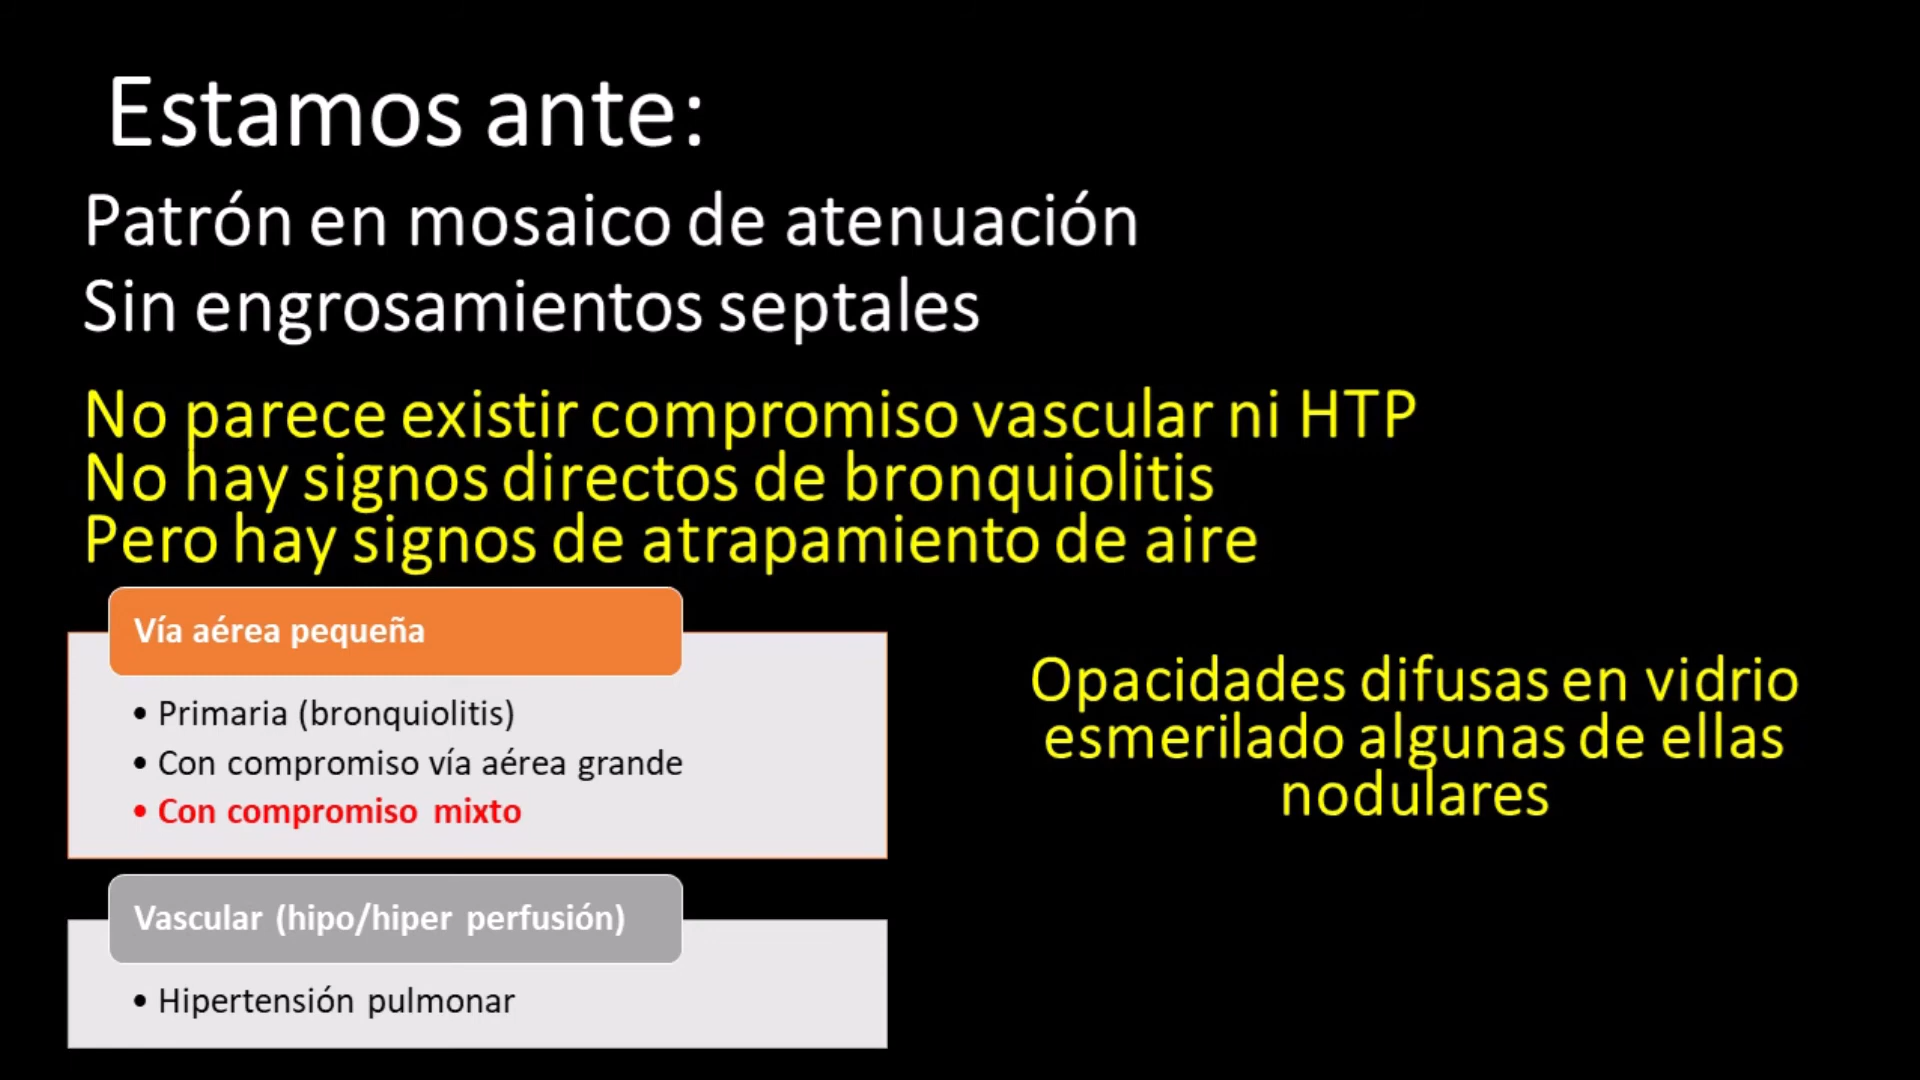 Estamos ante:
Patrón en mosaico de atenuación
Sin engrosamientos septales
No parece existir compromiso vascular ni HTP
No hay signos directos de bronquiolitis
Pero hay signos de atrapamiento de aire
Vía aérea pequeña
• Primaria (bronquiolitis)
• Con compromiso vía aérea grande
• Con compromiso mixto
Vascular (hipo/hiper perfusión)
• Hipertensión pulmonar
Opacidades difusas en vidrio
esmerilado algunas de ellas
nodulares